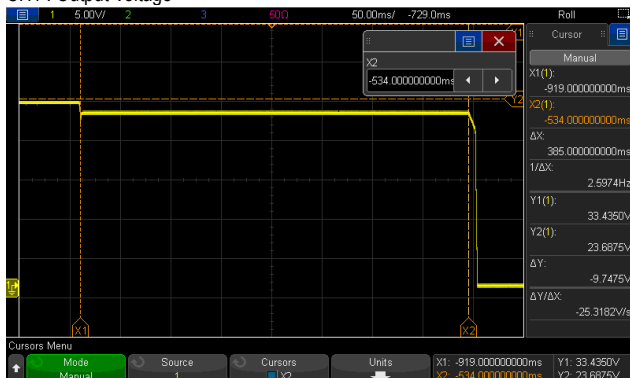 1 5.00V/ 2 3 50Ω 50.00ms/ -729.0ms Roll
X2
-534.000000000ms
Y2
X1
X2
Cursor
Manual
X1(1):
-919.000000000ms
X2(1):
-534.000000000ms
ΔX:
385.000000000ms
1/ΔX:
2.5974Hz
Y1(1):
33.4350V
Y2(1):
23.6875V
ΔY:
-9.7475V
ΔY/ΔX:
-25.3182V/s
Cursors Menu
Mode
Manual
Source
1
Cursors
X2
Units
X1: -919.000000000ms Y1: 33.4350V
X2: -534.000000000ms Y2: 23.6875V